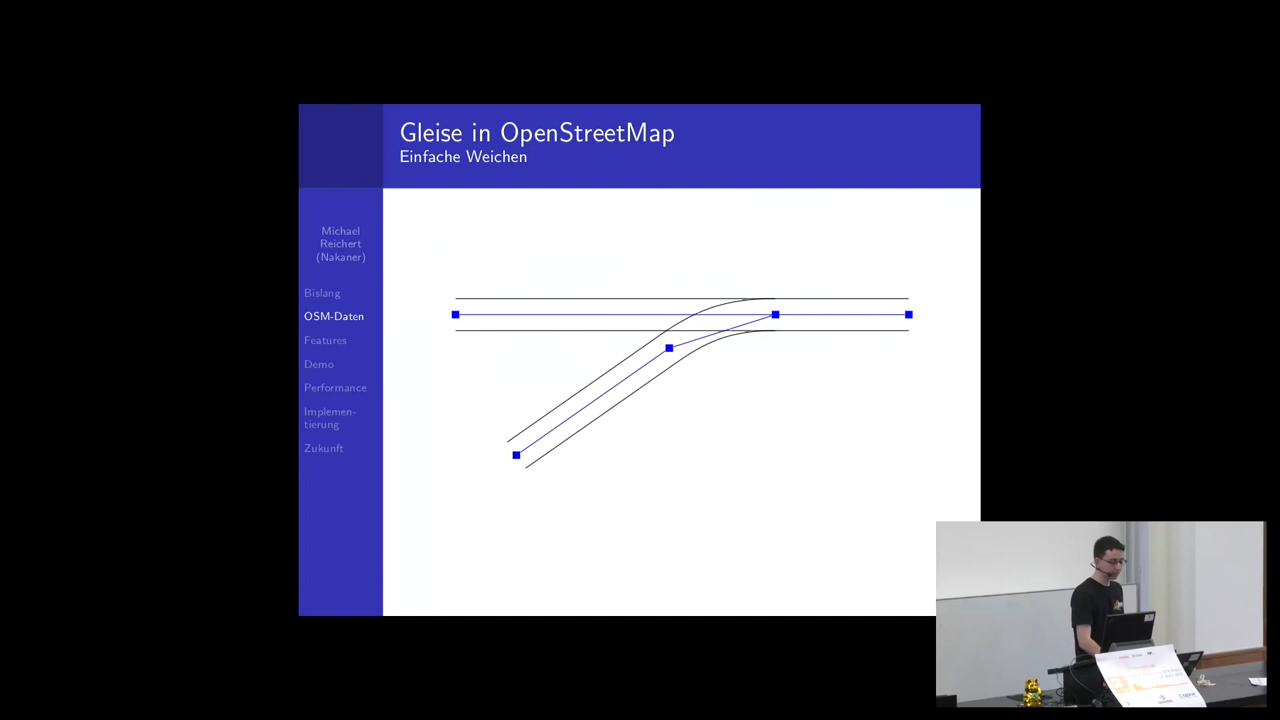 Gleise in OpenStreetMap
Einfache Weichen
Michael
Reichert
(Nakaner)
Bislang
OSM-Daten
Features
Demo
Performance
Implemen-
tierung
Zukunft